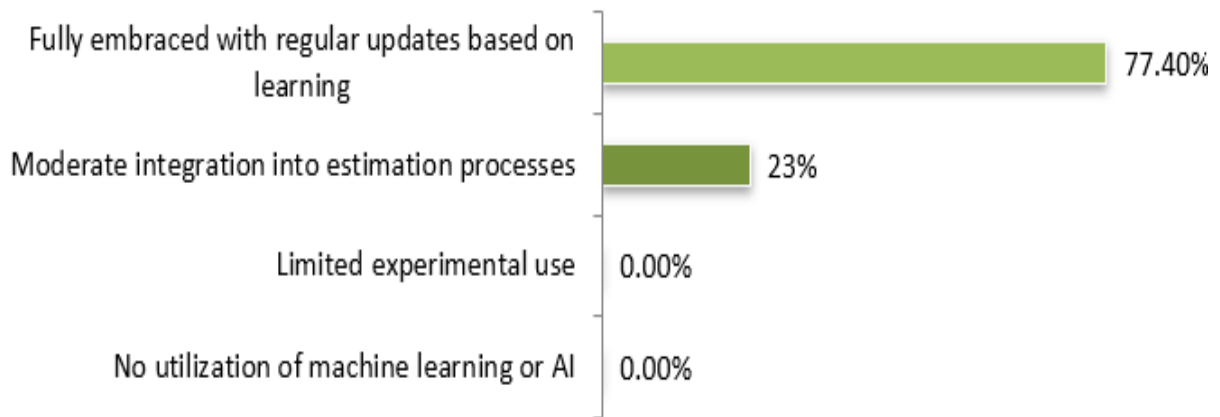 Fully embraced with regular updates based on
learning
77.40%
Moderate integration into estimation processes
23%
Limited experimental use
0.00%
No utilization of machine learning or AI
0.00%